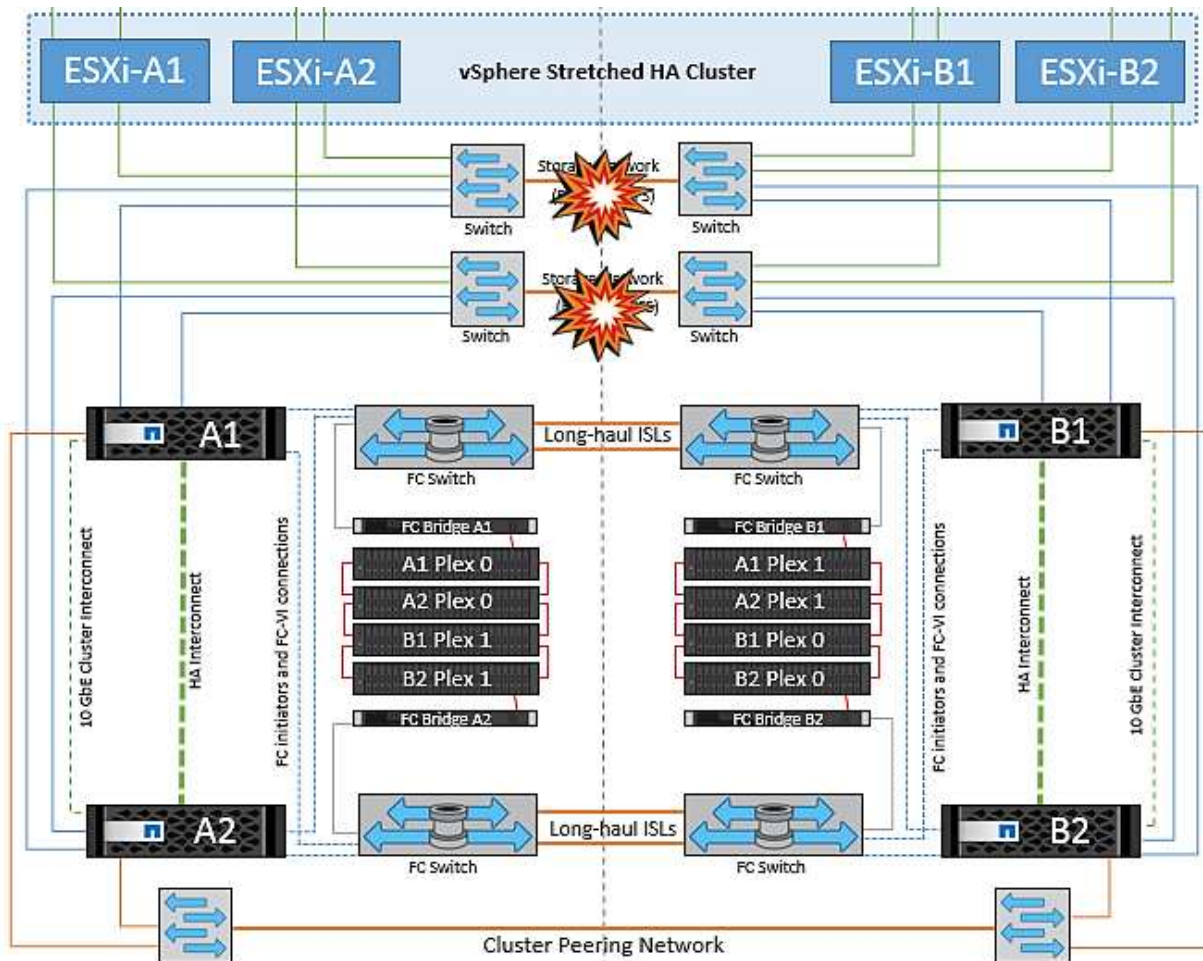 ESXi-A1
ESXi-A2
vSphere Stretched HA Cluster
ESXi-B1
ESXi-B2
Switch
Switch
Switch
Switch
A1
B1
Long-haul ISLs
FC Switch
FC Switch
FC Bridge A1
FC Bridge B1
A1 Plex 0
A1 Plex 1
A2 Plex 0
A2 Plex 1
B1 Plex 1
B1 Plex 0
B2 Plex 1
B2 Plex 0
FC Bridge A2
FC Bridge B2
10 GbE Cluster Interconnect
HA Interconnect
FC initiators and FC-VI connections
FC initiators and FC-VI connections
HA Interconnect
10 GbE Cluster Interconnect
A2
B2
Long-haul ISLs
FC Switch
FC Switch
Cluster Peering Network